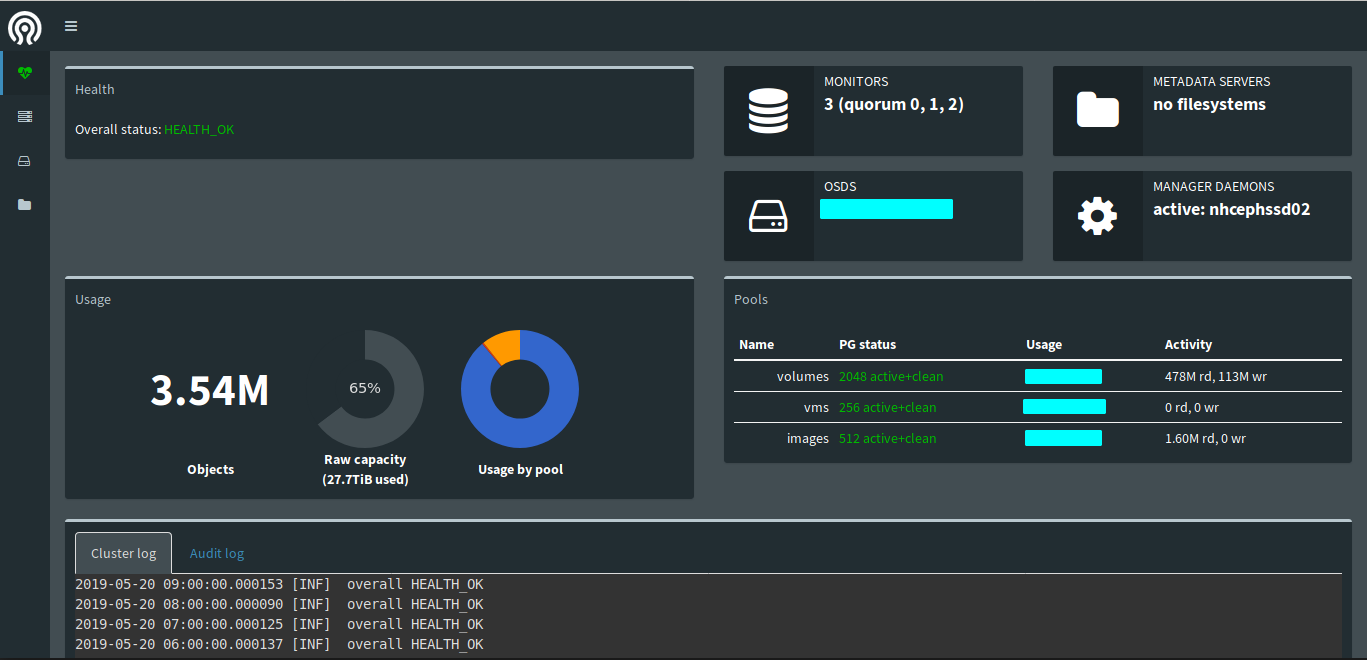 Health
Overall status: HEALTH_OK
MONITORS
3 (quorum 0, 1, 2)
METADATA SERVERS
no filesystems
OSDS
MANAGER DAEMONS
active: nhcephssd02
Usage
3.54M
Objects
65%
Raw capacity
(27.7TiB used)
Usage by pool
Pools
Name PG status Usage Activity
volumes 2048 active+clean 478M rd, 113M wr
vms 256 active+clean 0 rd, 0 wr
images 512 active+clean 1.60M rd, 0 wr
Cluster log Audit log
2019-05-20 09:00:00.000153 [INF] overall HEALTH_OK
2019-05-20 08:00:00.000090 [INF] overall HEALTH_OK
2019-05-20 07:00:00.000125 [INF] overall HEALTH_OK
2019-05-20 06:00:00.000137 [INF] overall HEALTH_OK